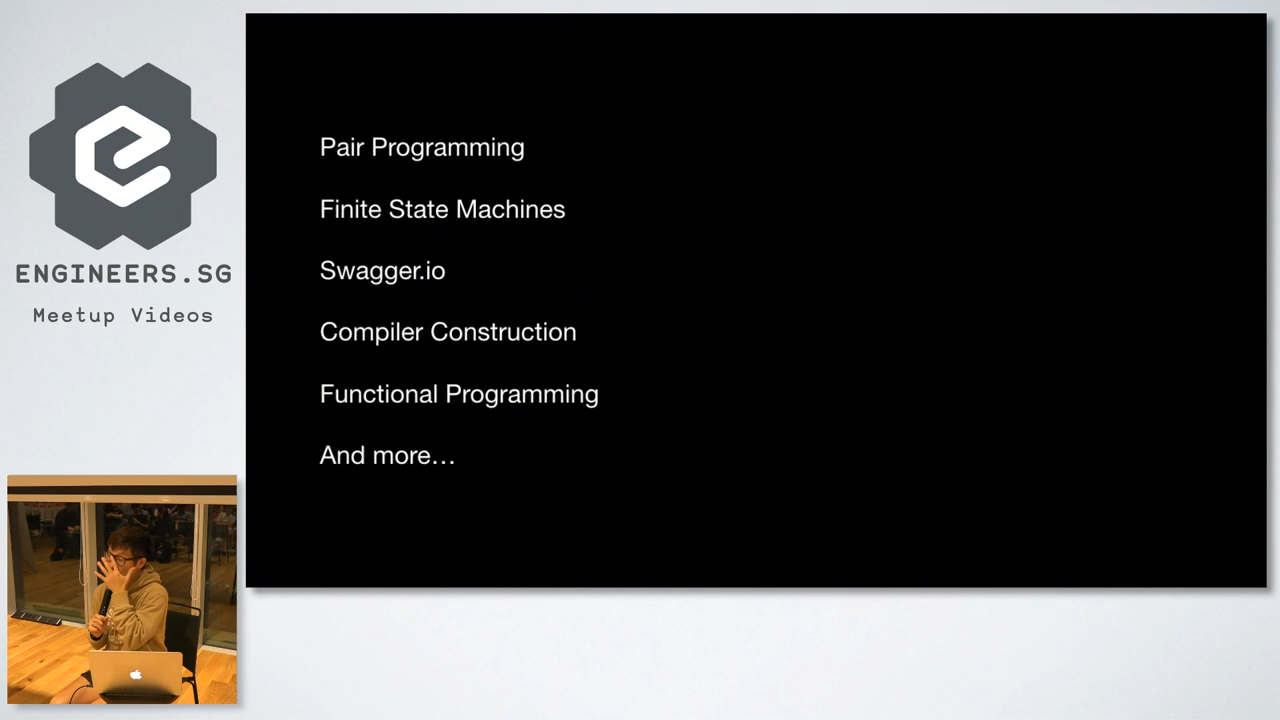 ENGINEERS.SG
Meetup Videos
Pair Programming
Finite State Machines
Swagger.io
Compiler Construction
Functional Programming
And more…